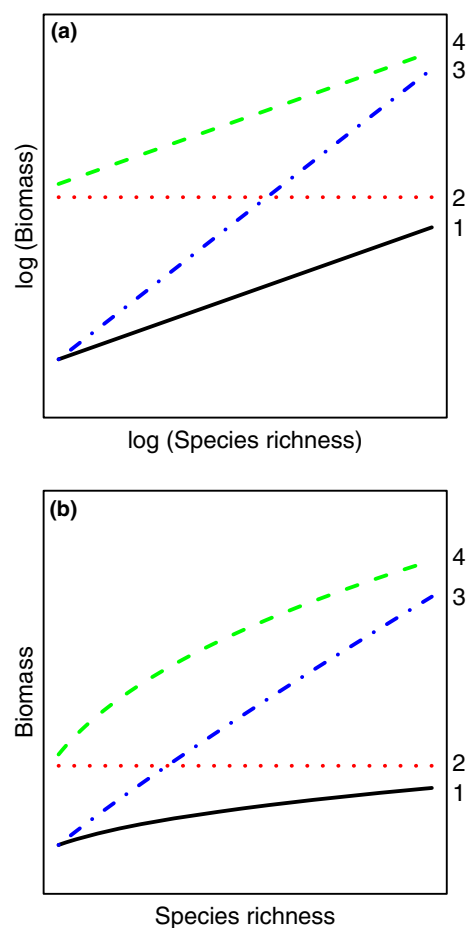 (a)
4
3
2
1
log (Biomass)
log (Species richness)
(b)
4
3
2
1
Biomass
Species richness